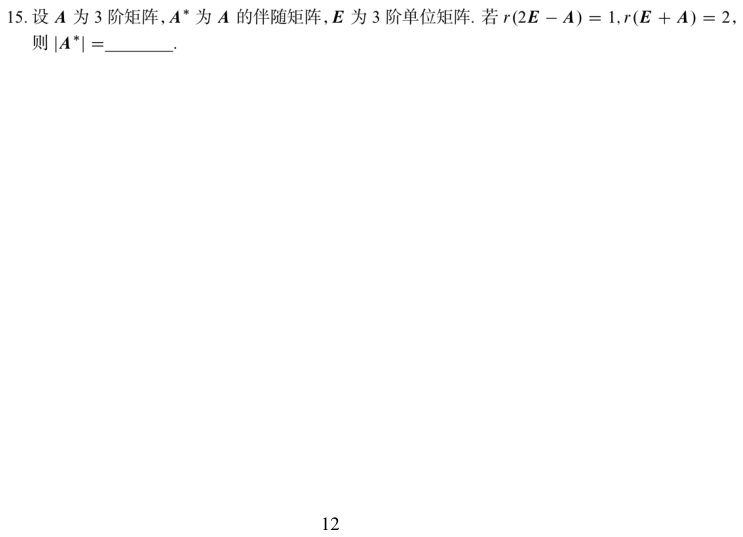 15. 设 A 为 3 阶矩阵, A* 为 A 的伴随矩阵, E 为 3 阶单位矩阵. 若 r(2E − A) = 1, r(E + A) = 2,
则 |A*| =________.
12